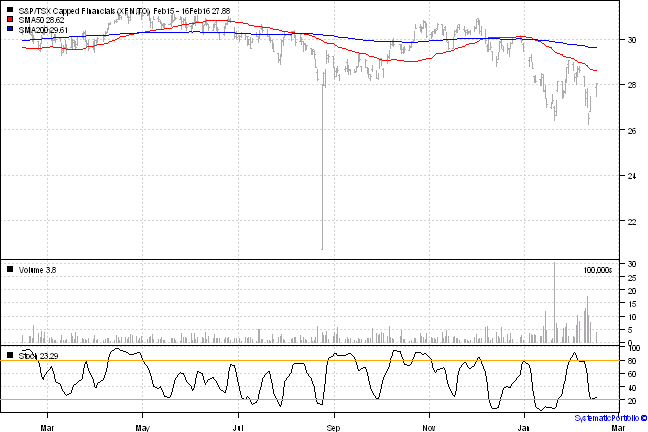 S&P/TSX Capped Financials (XFN.TO) Feb15 - 16Feb16 27.88
SMA50 28.62
SMA200 29.61
30
28
26
24
22
Volume 3.8
100,000s
30
25
20
15
10
5
0
Stoch 23.29
100
80
60
40
20
Mar May Jul Sep Nov Jan Mar
SystematicPortfolio ©